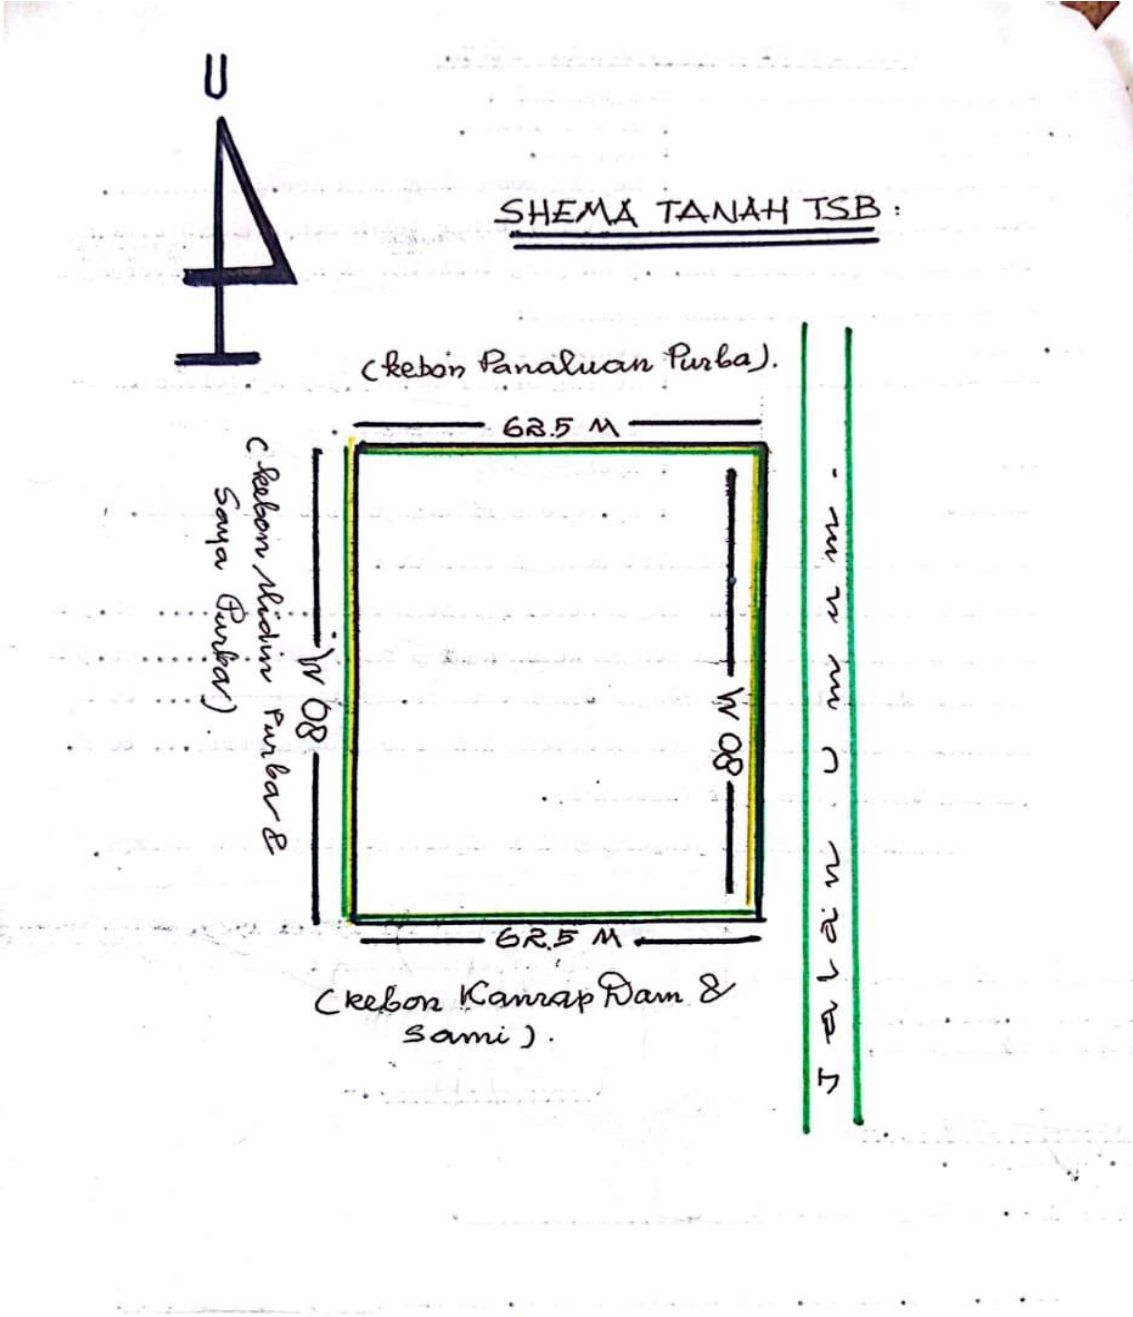 U
SHEMA TANAH TSB :
(kebon Panaluan Purba).
62.5 M
(kebon Midin Purba &
Saya Purba).
80 M
80 M
Jalan Umum.
62.5 M
(kebon Kanrap Dam &
Sami).